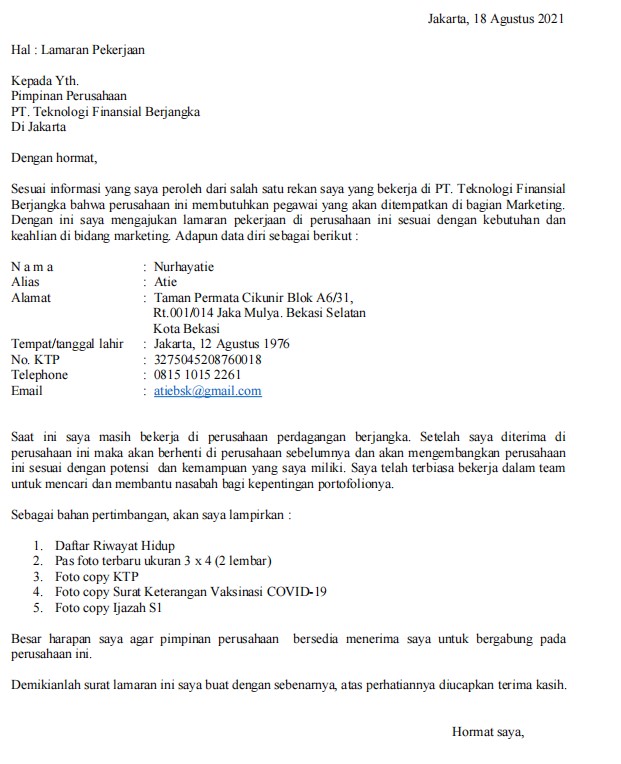 Jakarta, 18 Agustus 2021
Hal : Lamaran Pekerjaan
Kepada Yth.
Pimpinan Perusahaan
PT. Teknologi Finansial Berjangka
Di Jakarta
Dengan hormat,
Sesuai informasi yang saya peroleh dari salah satu rekan saya yang bekerja di PT. Teknologi Finansial
Berjangka bahwa perusahaan ini membutuhkan pegawai yang akan ditempatkan di bagian Marketing.
Dengan ini saya mengajukan lamaran pekerjaan di perusahaan ini sesuai dengan kebutuhan dan
keahlian di bidang marketing. Adapun data diri sebagai berikut :
N a m a : Nurhayatie
Alias : Atie
Alamat : Taman Permata Cikunir Blok A6/31,
Rt.001/014 Jaka Mulya. Bekasi Selatan
Kota Bekasi
Tempat/tanggal lahir : Jakarta, 12 Agustus 1976
No. KTP : 3275045208760018
Telephone : 0815 1015 2261
Email : atiebsk@gmail.com
Saat ini saya masih bekerja di perusahaan perdagangan berjangka. Setelah saya diterima di
perusahaan ini maka akan berhenti di perusahaan sebelumnya dan akan mengembangkan perusahaan
ini sesuai dengan potensi dan kemampuan yang saya miliki. Saya telah terbiasa bekerja dalam team
untuk mencari dan membantu nasabah bagi kepentingan portofolionya.
Sebagai bahan pertimbangan, akan saya lampirkan :
1. Daftar Riwayat Hidup
2. Pas foto terbaru ukuran 3 x 4 (2 lembar)
3. Foto copy KTP
4. Foto copy Surat Keterangan Vaksinasi COVID-19
5. Foto copy Ijazah S1
Besar harapan saya agar pimpinan perusahaan bersedia menerima saya untuk bergabung pada
perusahaan ini.
Demikianlah surat lamaran ini saya buat dengan sebenarnya, atas perhatiannya diucapkan terima kasih.
Hormat saya,